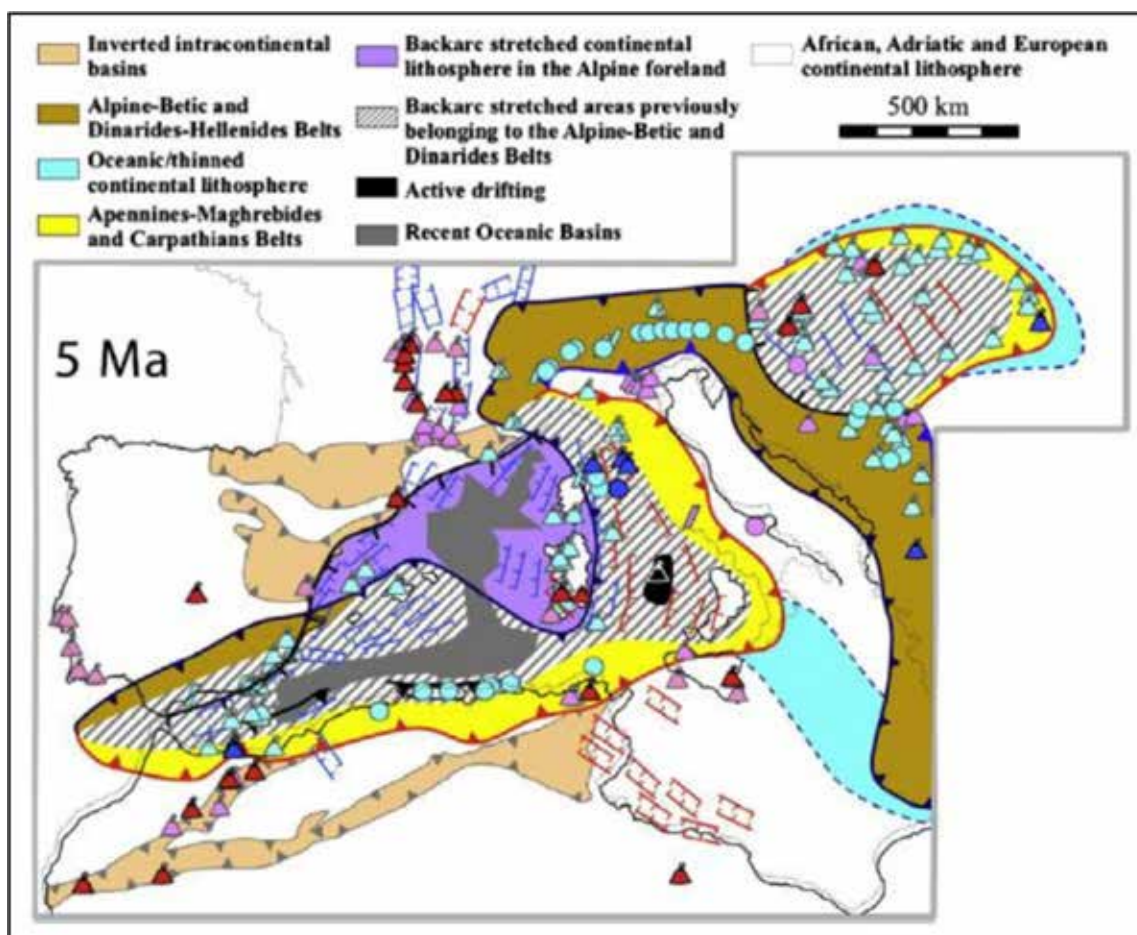 Inverted intracontinental
basins
Alpine-Betic and
Dinarides-Hellenides Belts
Oceanic/thinned
continental lithosphere
Apennines-Maghrebides
and Carpathians Belts
Backarc stretched continental
lithosphere in the Alpine foreland
Backarc stretched areas previously
belonging to the Alpine-Betic and
Dinarides Belts
Active drifting
Recent Oceanic Basins
African, Adriatic and European
continental lithosphere
500 km
5 Ma